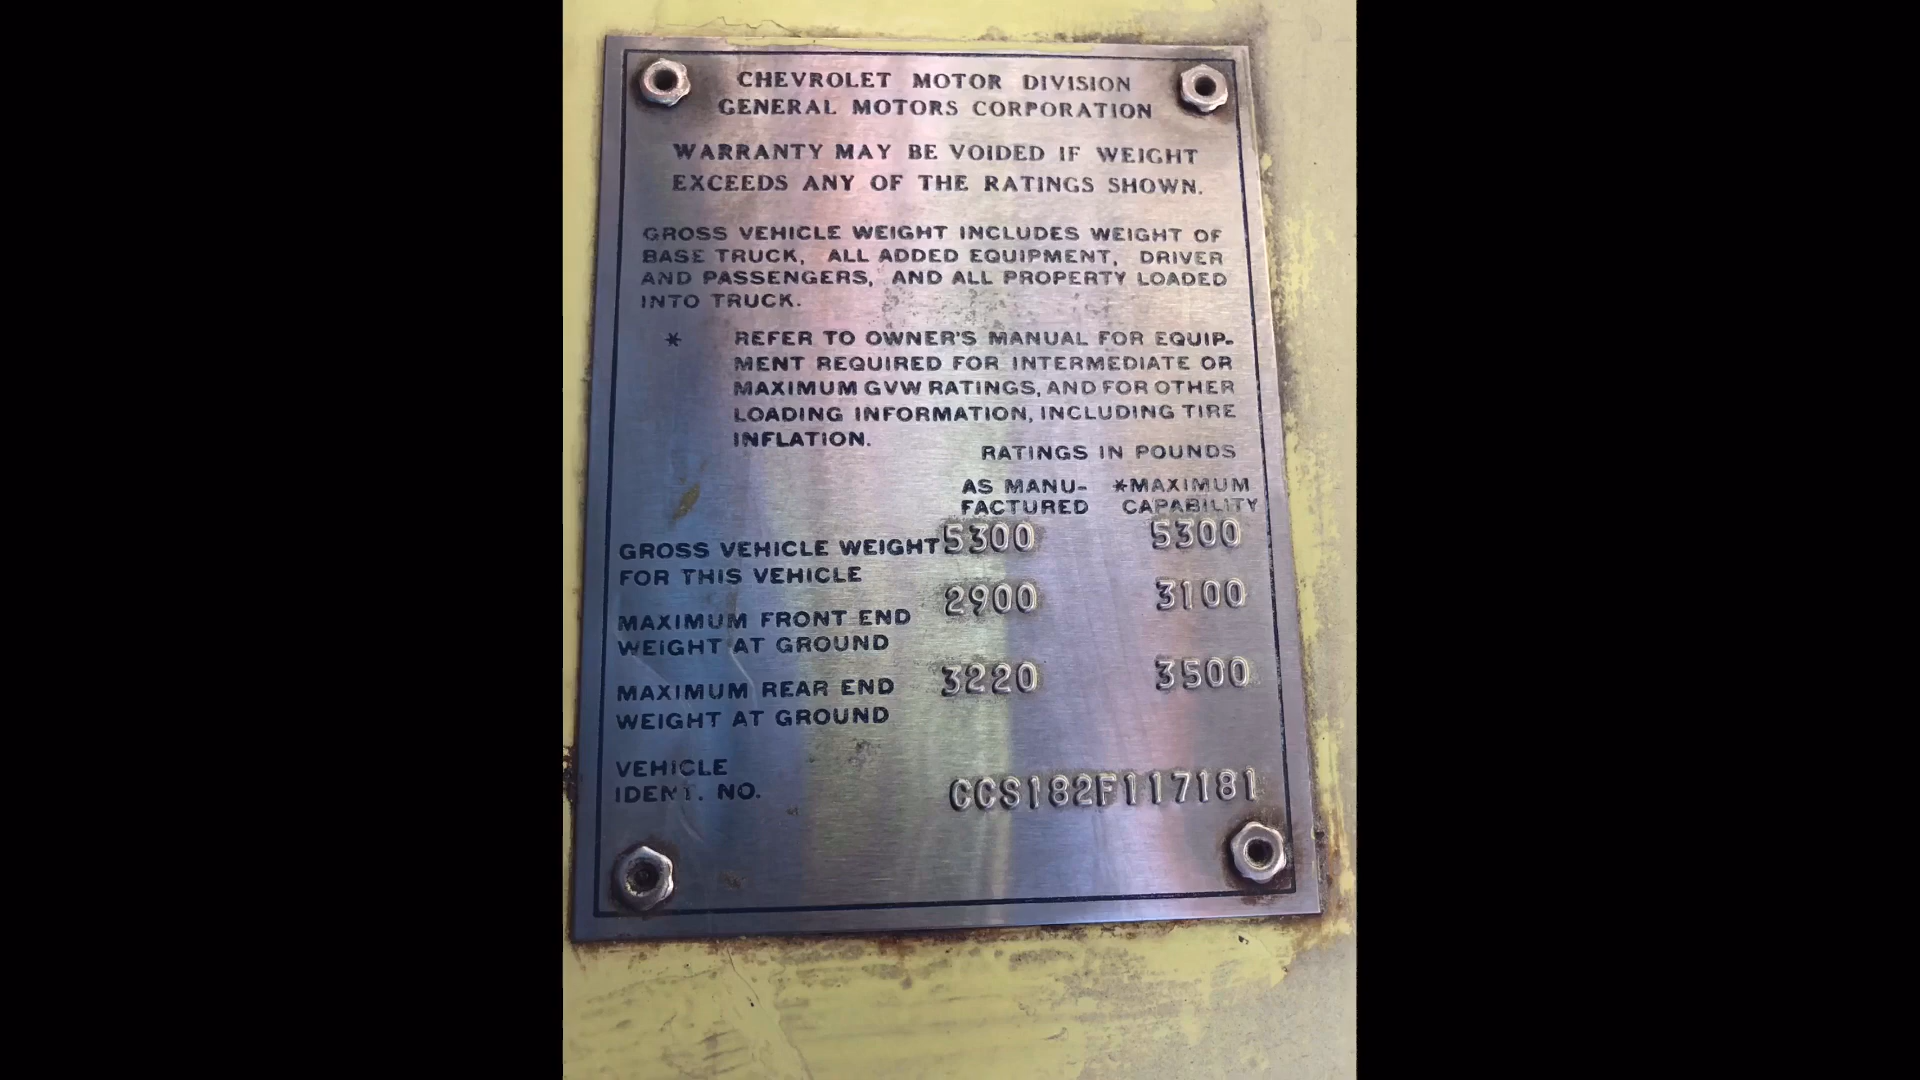 CHEVROLET MOTOR DIVISION
GENERAL MOTORS CORPORATION
WARRANTY MAY BE VOIDED IF WEIGHT
EXCEEDS ANY OF THE RATINGS SHOWN.
GROSS VEHICLE WEIGHT INCLUDES WEIGHT OF
BASE TRUCK, ALL ADDED EQUIPMENT, DRIVER
AND PASSENGERS, AND ALL PROPERTY LOADED
INTO TRUCK.
* REFER TO OWNER'S MANUAL FOR EQUIP-
MENT REQUIRED FOR INTERMEDIATE OR
MAXIMUM GVW RATINGS, AND FOR OTHER
LOADING INFORMATION, INCLUDING TIRE
INFLATION.
RATINGS IN POUNDS
AS MANU- *MAXIMUM
FACTURED CAPABILITY
GROSS VEHICLE WEIGHT 5300 5300
FOR THIS VEHICLE
MAXIMUM FRONT END 2900 3100
WEIGHT AT GROUND
MAXIMUM REAR END 3220 3500
WEIGHT AT GROUND
VEHICLE
IDENT. NO. CCS182F117181